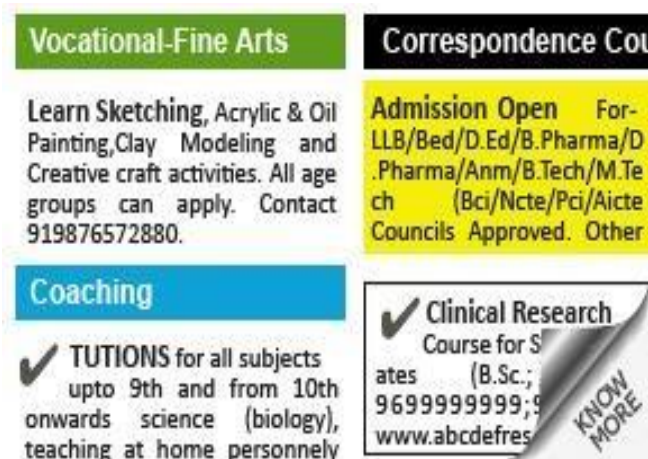 Vocational-Fine Arts
Learn Sketching, Acrylic & Oil
Painting,Clay Modeling and
Creative craft activities. All age
groups can apply. Contact
919876572880.
Coaching
TUTIONS for all subjects
upto 9th and from 10th
onwards science (biology),
teaching at home personnely
Correspondence Cou
Admission Open For-
LLB/Bed/D.Ed/B.Pharma/D
.Pharma/Anm/B.Tech/M.Te
ch (Bci/Ncte/Pci/Aicte
Councils Approved. Other
Clinical Research
Course for S
ates (B.Sc.;
9699999999;9
www.abcdefres
KNOW
MORE